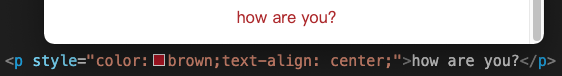 how are you?
<p style="color:brown;text-align: center;">how are you?</p>